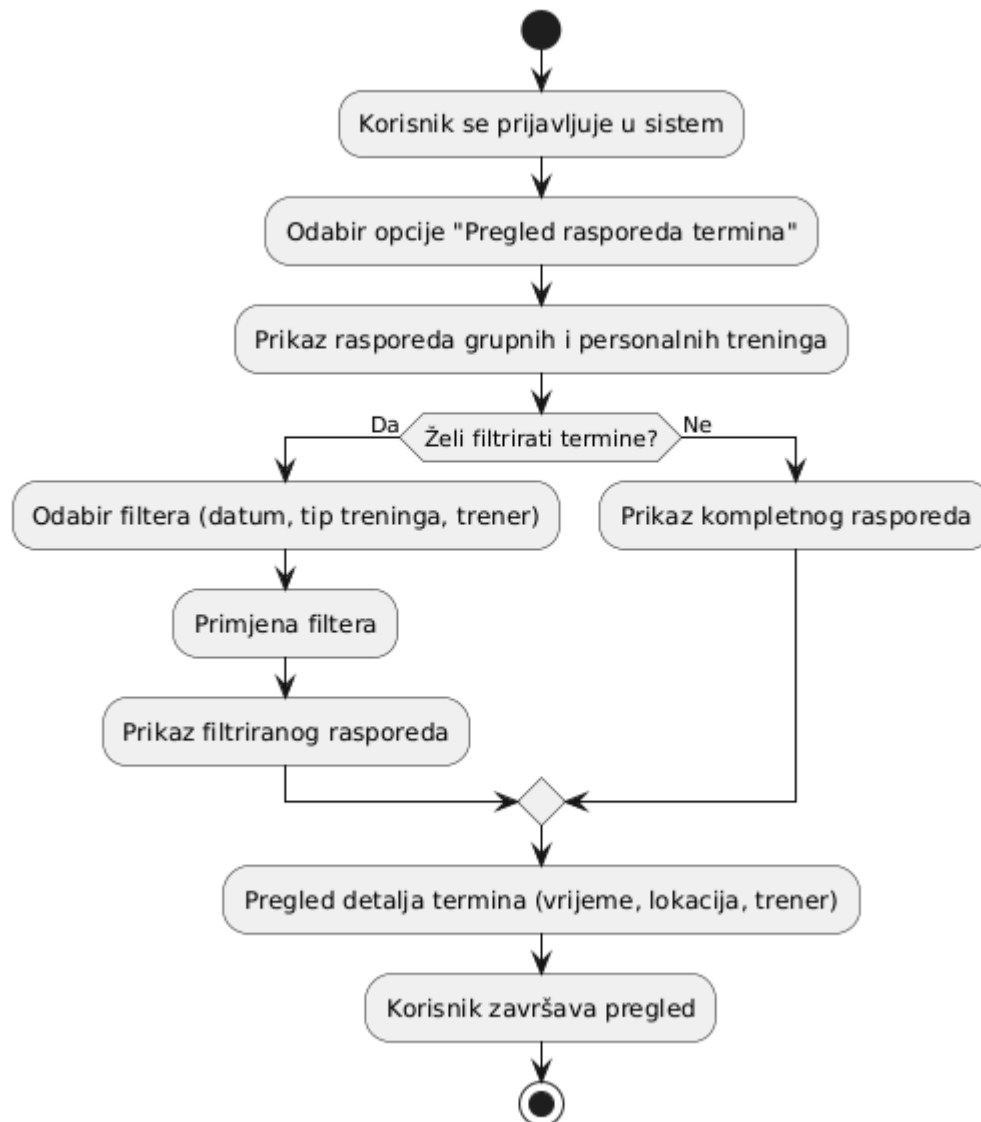 Korisnik se prijavljuje u sistem
Odabir opcije "Pregled rasporeda termina"
Prikaz rasporeda grupnih i personalnih treninga
Da
Želi filtrirati termine?
Ne
Odabir filtera (datum, tip treninga, trener)
Prikaz kompletnog rasporeda
Primjena filtera
Prikaz filtriranog rasporeda
Pregled detalja termina (vrijeme, lokacija, trener)
Korisnik završava pregled